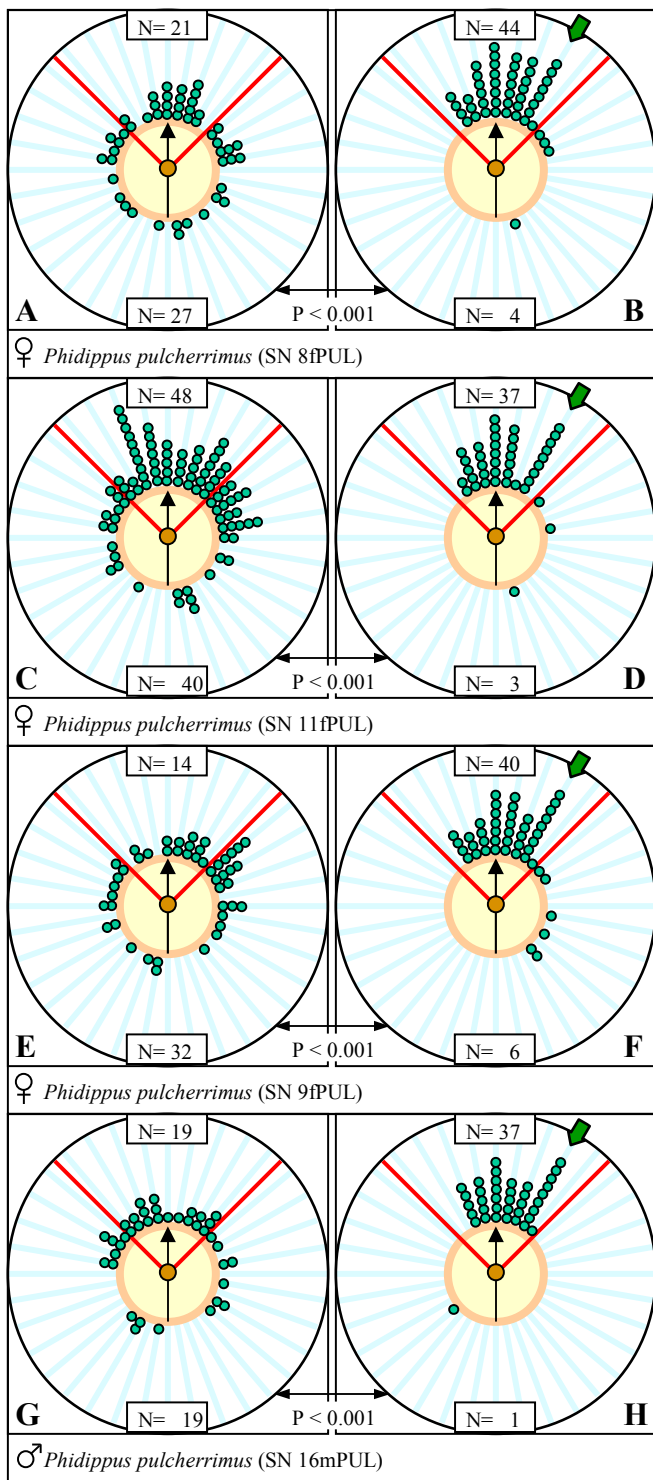 N= 21
N= 44
A
B
N= 27
P < 0.001
N= 4
♀ Phidippus pulcherrimus (SN 8fPUL)
N= 48
N= 37
C
D
N= 40
P < 0.001
N= 3
♀ Phidippus pulcherrimus (SN 11fPUL)
N= 14
N= 40
E
F
N= 32
P < 0.001
N= 6
♀ Phidippus pulcherrimus (SN 9fPUL)
N= 19
N= 37
G
H
N= 19
P < 0.001
N= 1
♂ Phidippus pulcherrimus (SN 16mPUL)